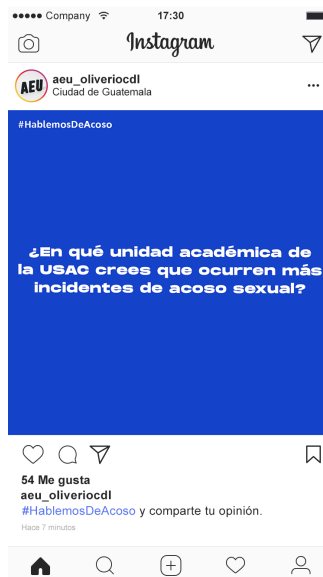 Company 17:30
Instagram
AEU
aeu_oliveriocdl
Ciudad de Guatemala
#HablemosDeAcoso
¿En qué unidad académica de
la USAC crees que ocurren más
incidentes de acoso sexual?
54 Me gusta
aeu_oliveriocdl
#HablemosDeAcoso y comparte tu opinión.
Hace 7 minutos